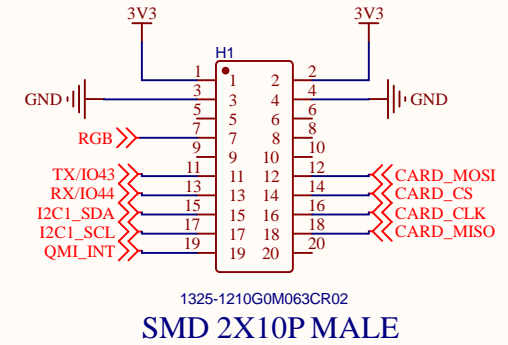 3V3 3V3
H1
1 1 2 2
GND 3 3 4 4 GND
5 5 6 6
RGB 7 7 8 8
9 9 10 10
TX/IO43 11 11 12 12 CARD_MOSI
RX/IO44 13 13 14 14 CARD_CS
I2C1_SDA 15 15 16 16 CARD_CLK
I2C1_SCL 17 17 18 18 CARD_MISO
QMI_INT 19 19 20 20
1325-1210G0M063CR02
SMD 2X10P MALE